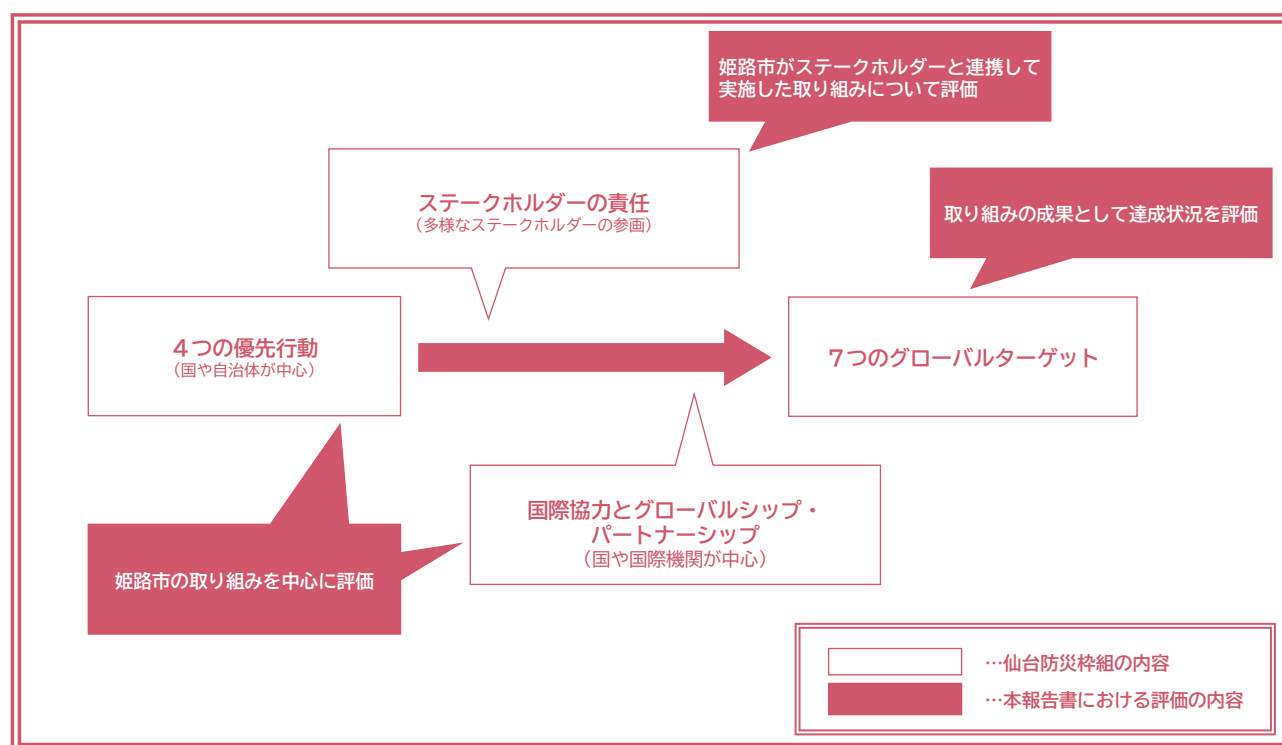 姫路市がステークホルダーと連携して
実施した取り組みについて評価
ステークホルダーの責任
（多様なステークホルダーの参画）
取り組みの成果として達成状況を評価
４つの優先行動
（国や自治体が中心）
７つのグローバルターゲット
国際協力とグローバルシップ・
パートナーシップ
（国や国際機関が中心）
姫路市の取り組みを中心に評価
…仙台防災枠組の内容
…本報告書における評価の内容